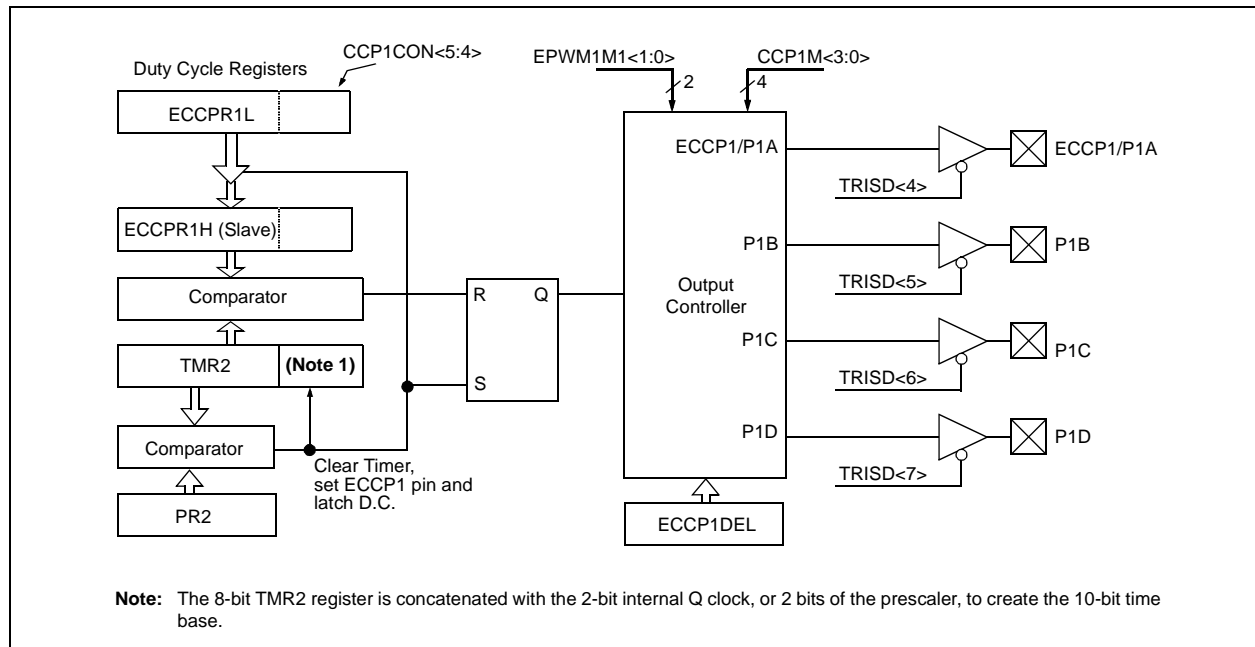 CCP1CON<5:4>
Duty Cycle Registers
ECCPR1L
ECCPR1H (Slave)
Comparator
TMR2
(Note 1)
Comparator
PR2
Clear Timer,
set ECCP1 pin and
latch D.C.
R
Q
S
EPWM1M1<1:0>
2
CCP1M<3:0>
4
Output
Controller
ECCP1/P1A
P1B
P1C
P1D
ECCP1DEL
TRISD<4>
ECCP1/P1A
TRISD<5>
P1B
TRISD<6>
P1C
TRISD<7>
P1D
Note: The 8-bit TMR2 register is concatenated with the 2-bit internal Q clock, or 2 bits of the prescaler, to create the 10-bit time
base.